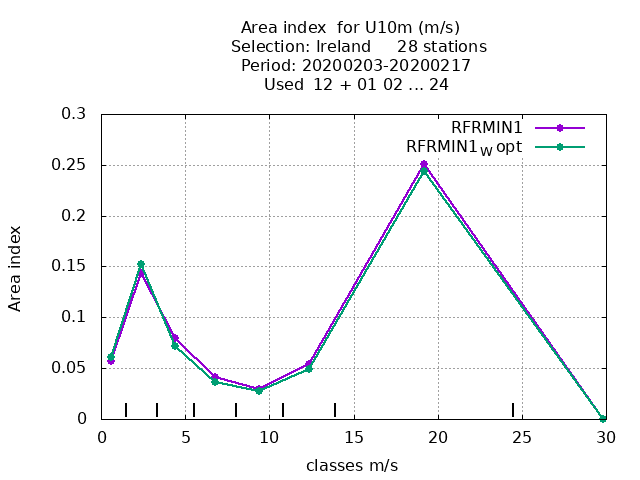 Area index  for U10m (m/s)
Selection: Ireland     28 stations
Period: 20200203-20200217
Used  12 + 01 02 ... 24
RFRMIN1
RFRMIN1W opt
0.3
0.25
0.2
0.15
0.1
0.05
0
Area index
0 5 10 15 20 25 30
classes m/s